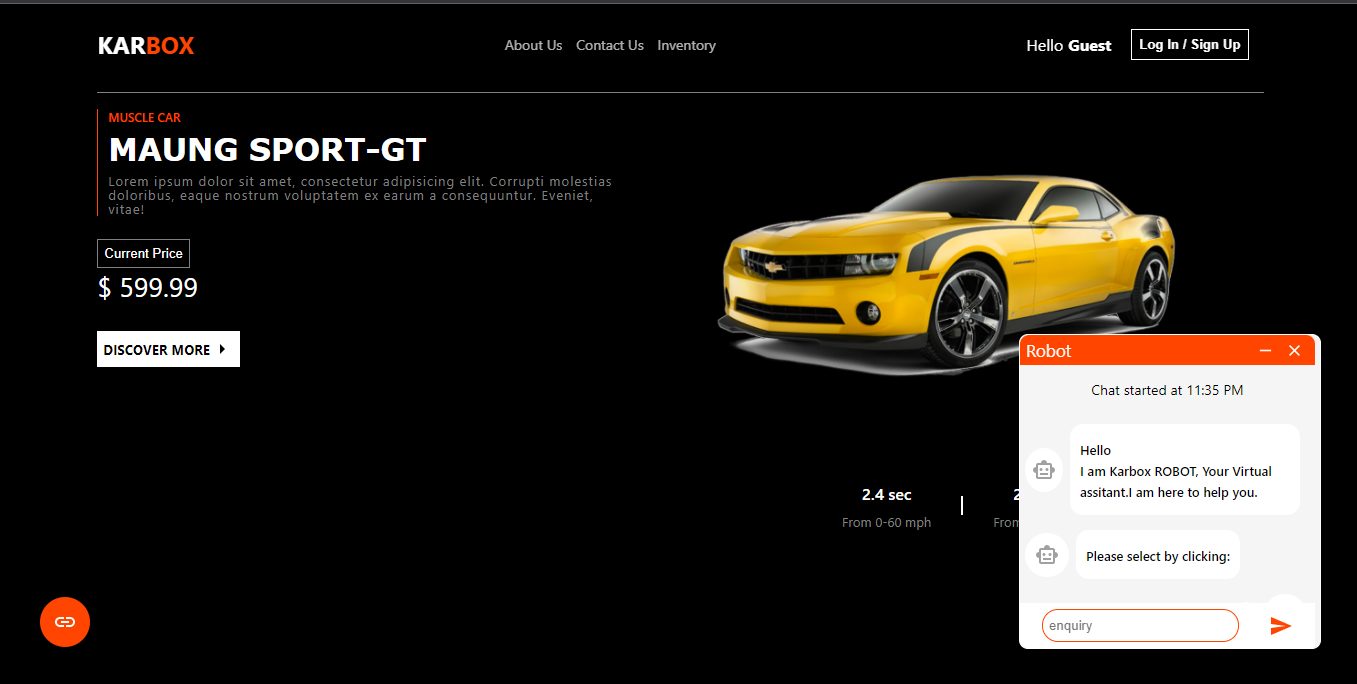 KARBOX
About Us Contact Us Inventory
Hello Guest
Log In / Sign Up
MUSCLE CAR
MAUNG SPORT-GT
Lorem ipsum dolor sit amet, consectetur adipisicing elit. Corrupti molestias
doloribus, eaque nostrum voluptatem ex earum a consequuntur. Eveniet,
vitae!
Current Price
$ 599.99
DISCOVER MORE
2.4 sec
From 0-60 mph
2
From
Robot
Chat started at 11:35 PM
Hello
I am Karbox ROBOT, Your Virtual
assitant.I am here to help you.
Please select by clicking:
enquiry